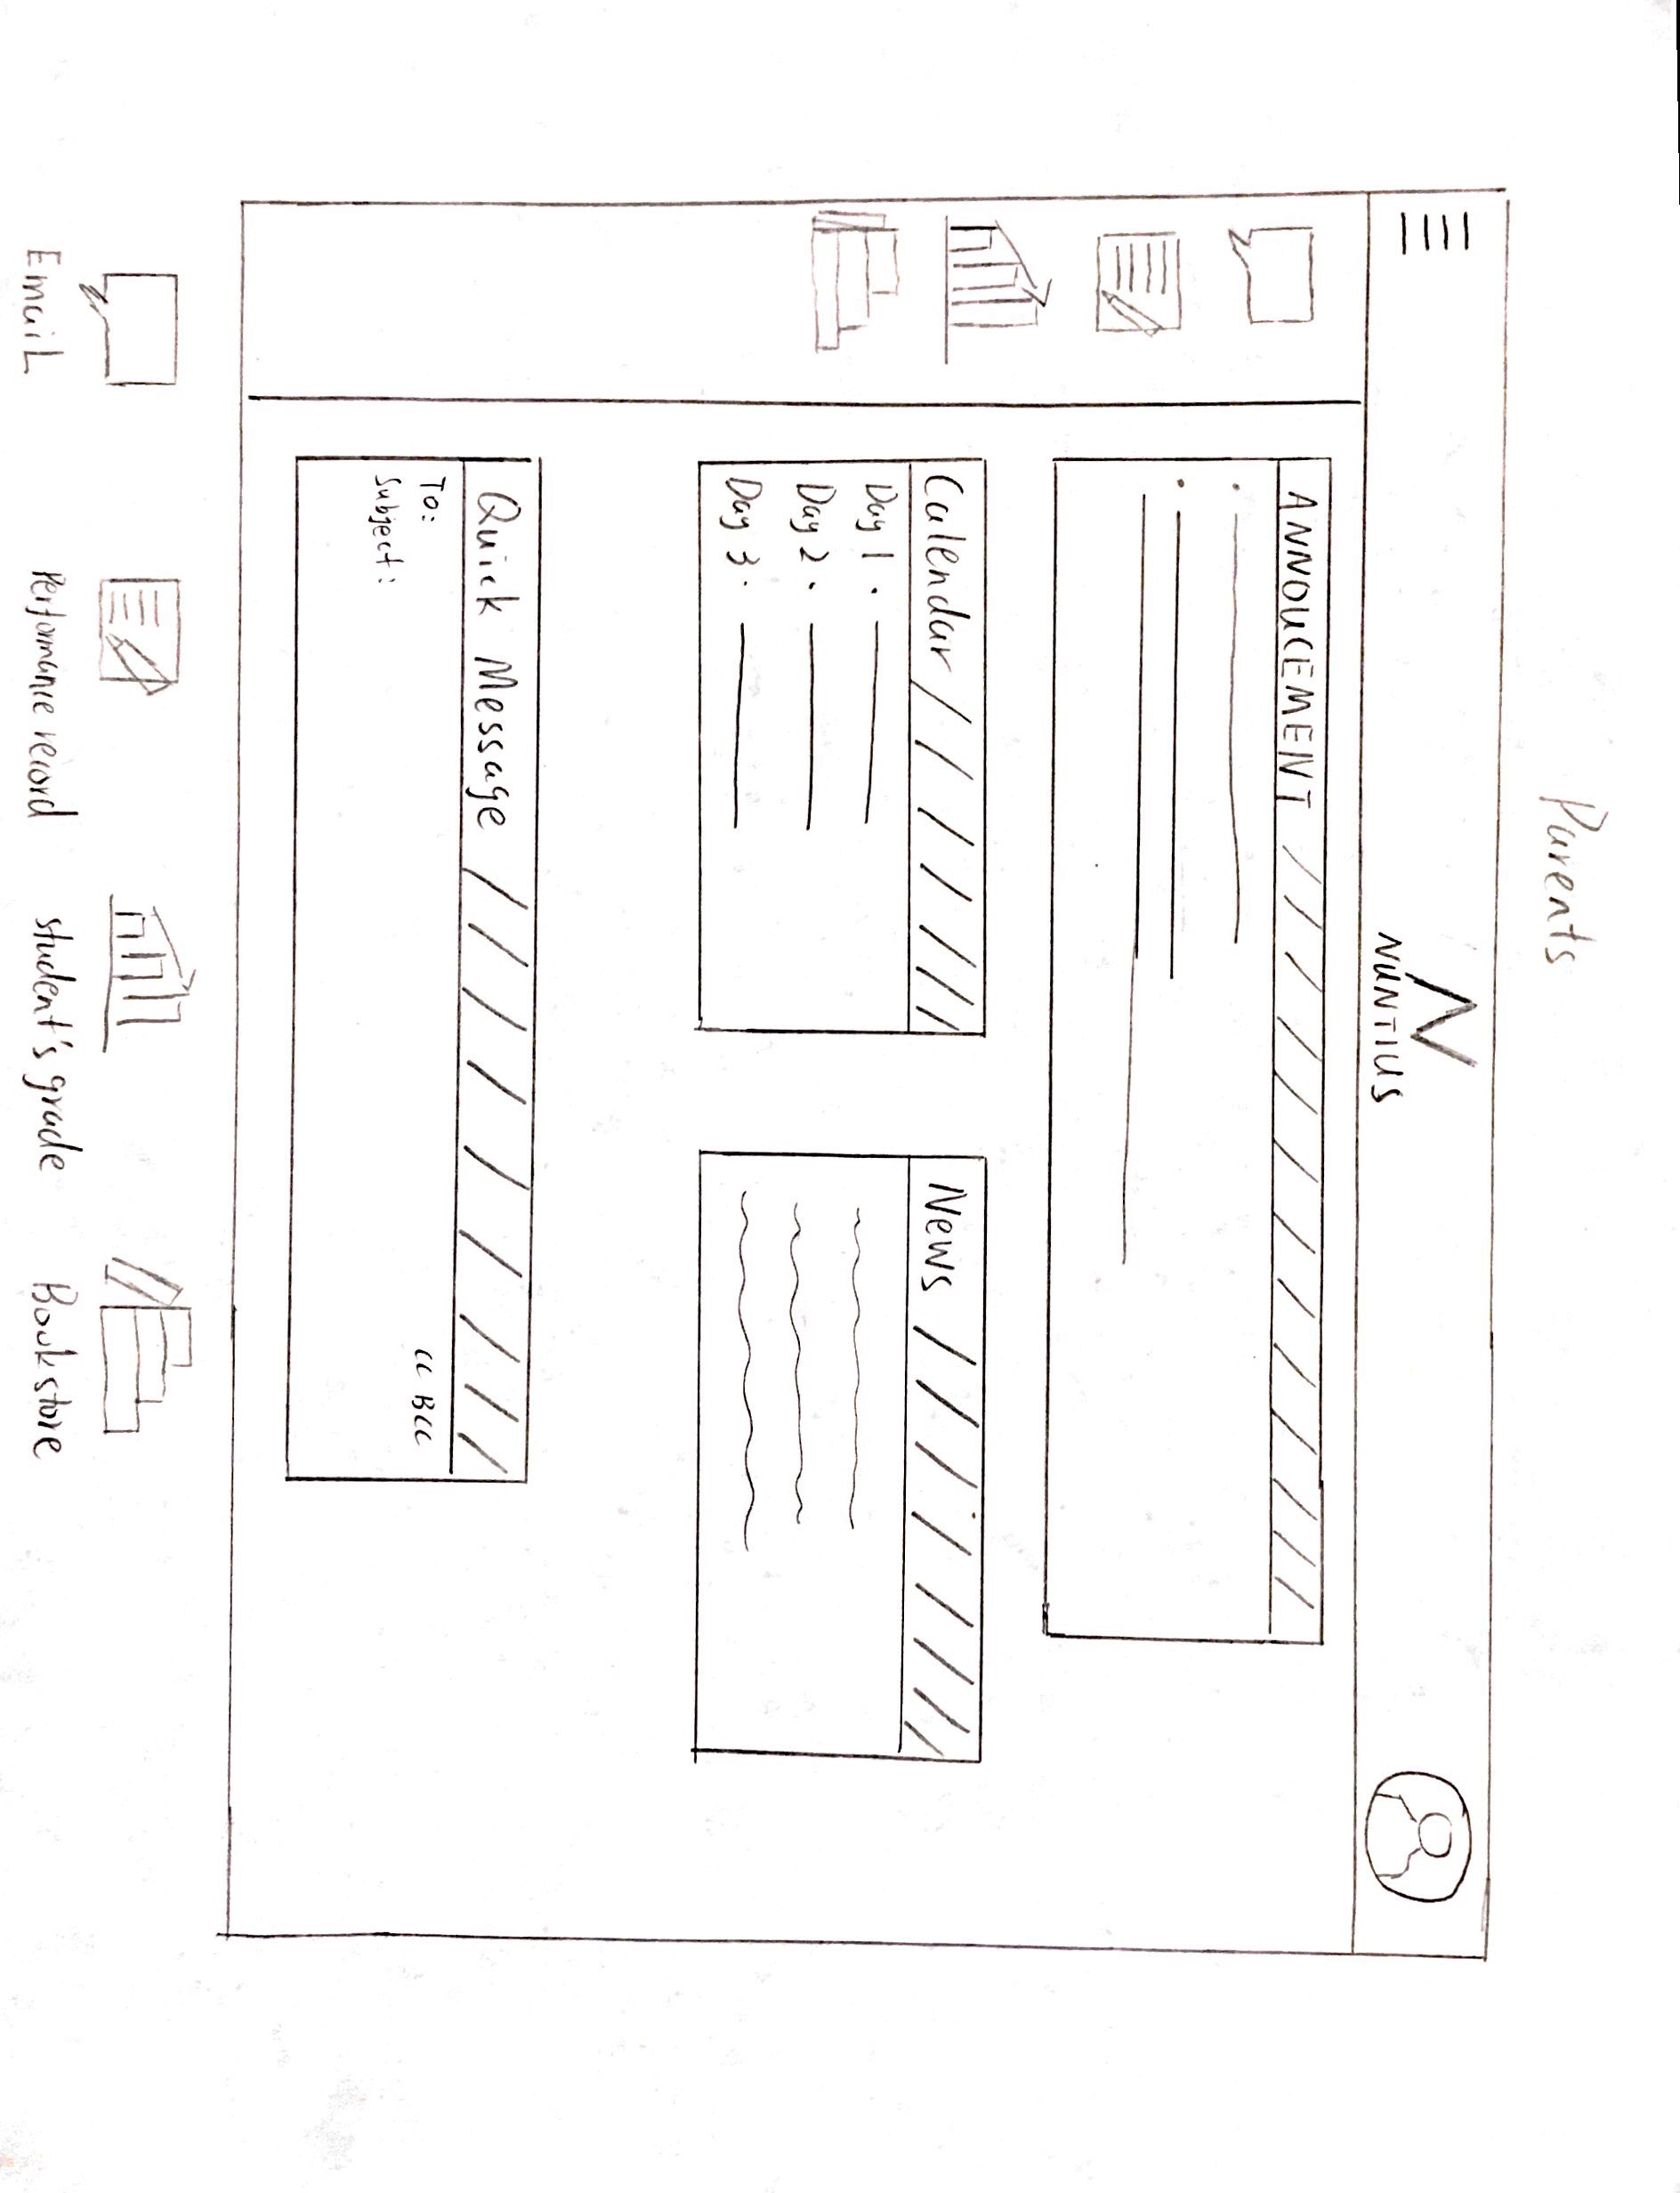 Parents
NUNTIUS
ANNOUCEMENT
Calendar
Day 1 .
Day 2 .
Day 3 .
News
Quick Message
To: CC BCC
Subject:
Email
Performance record
student's grade
Bookstore